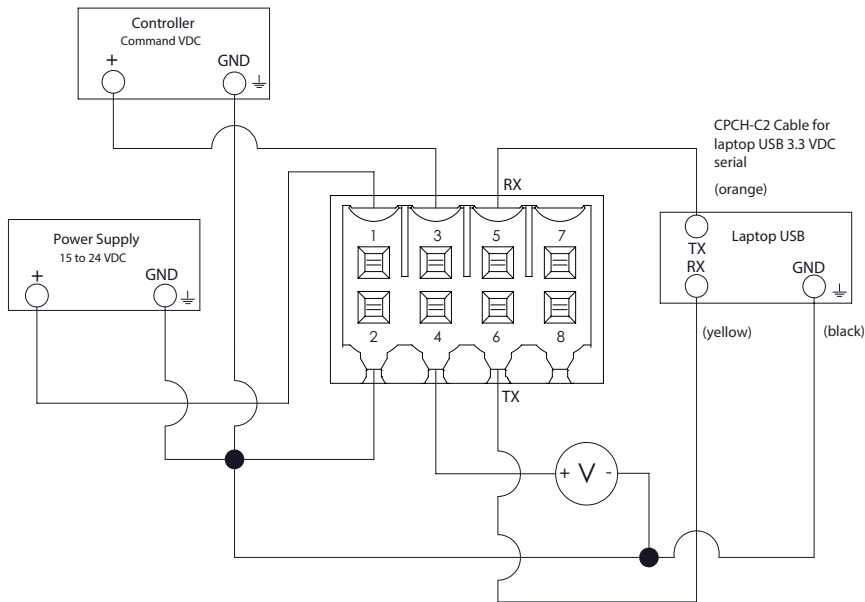 Controller
Command VDC
+
GND
CPCH-C2 Cable for
laptop USB 3.3 VDC
serial
(orange)
RX
Power Supply
15 to 24 VDC
+
GND
1
3
5
7
2
4
6
8
TX
Laptop USB
TX
RX
GND
(yellow)
(black)
+ V -